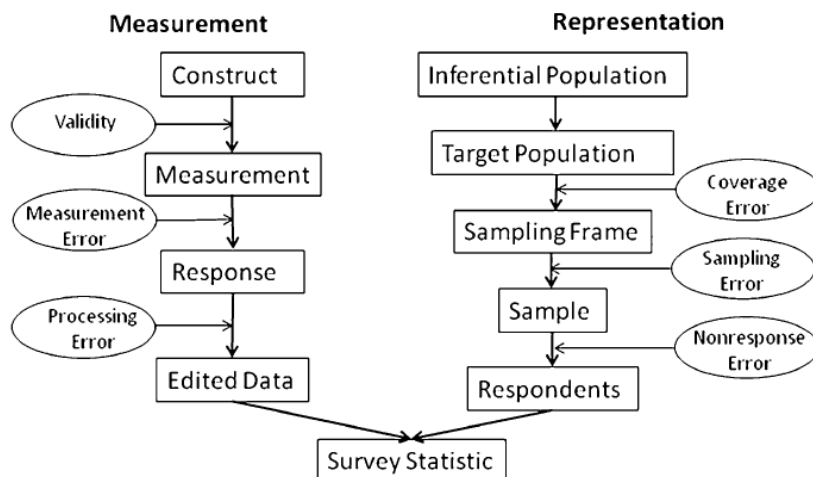 Measurement
Representation
Construct
Inferential Population
Validity
Target Population
Measurement
Coverage
Error
Measurement
Error
Sampling Frame
Response
Sampling
Error
Processing
Error
Sample
Nonresponse
Error
Edited Data
Respondents
Survey Statistic